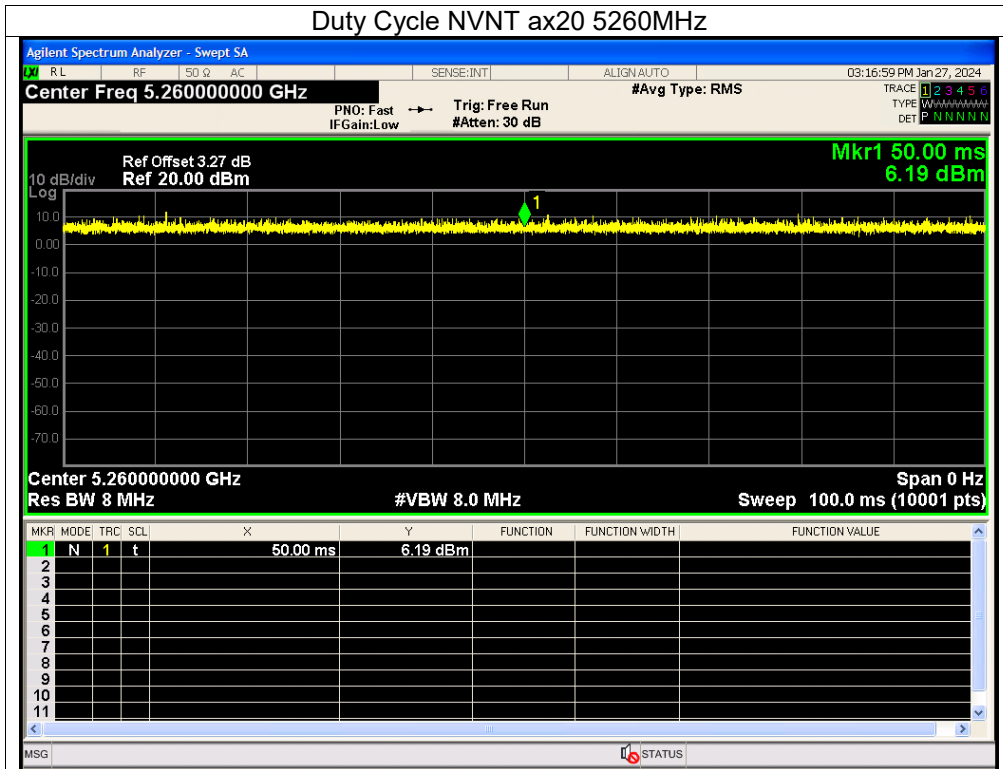 Duty Cycle NVNT ax20 5260MHz
Agilent Spectrum Analyzer - Swept SA
LXI RL RF 50 Ω AC SENSE:INT ALIGN AUTO 03:16:59 PM Jan 27, 2024
Center Freq 5.260000000 GHz #Avg Type: RMS TRACE 1 2 3 4 5 6
PNO: Fast Trig: Free Run TYPE WWWWWW
IFGain:Low #Atten: 30 dB DET P N N N N N
Mkr1 50.00 ms
Ref Offset 3.27 dB
10 dB/div Ref 20.00 dBm 6.19 dBm
Log
1
10.0
0.00
-10.0
-20.0
-30.0
-40.0
-50.0
-60.0
-70.0
Center 5.260000000 GHz Span 0 Hz
Res BW 8 MHz #VBW 8.0 MHz Sweep 100.0 ms (10001 pts)
MKR MODE TRC SCL X Y FUNCTION FUNCTION WIDTH FUNCTION VALUE
1 N 1 t 50.00 ms 6.19 dBm
2
3
4
5
6
7
8
9
10
11
MSG STATUS